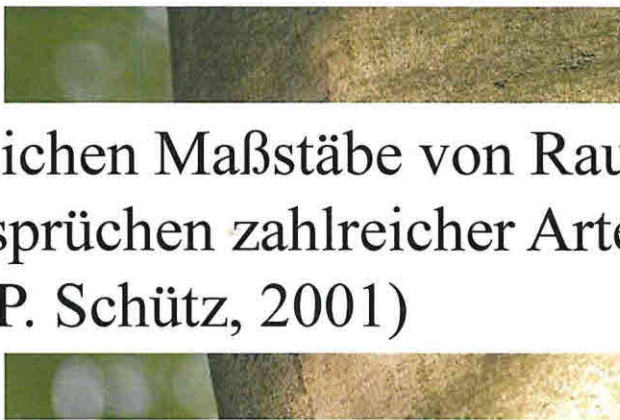 ichen Maßstäbe von Rau
sprüchen zahlreicher Arte
P. Schütz, 2001)